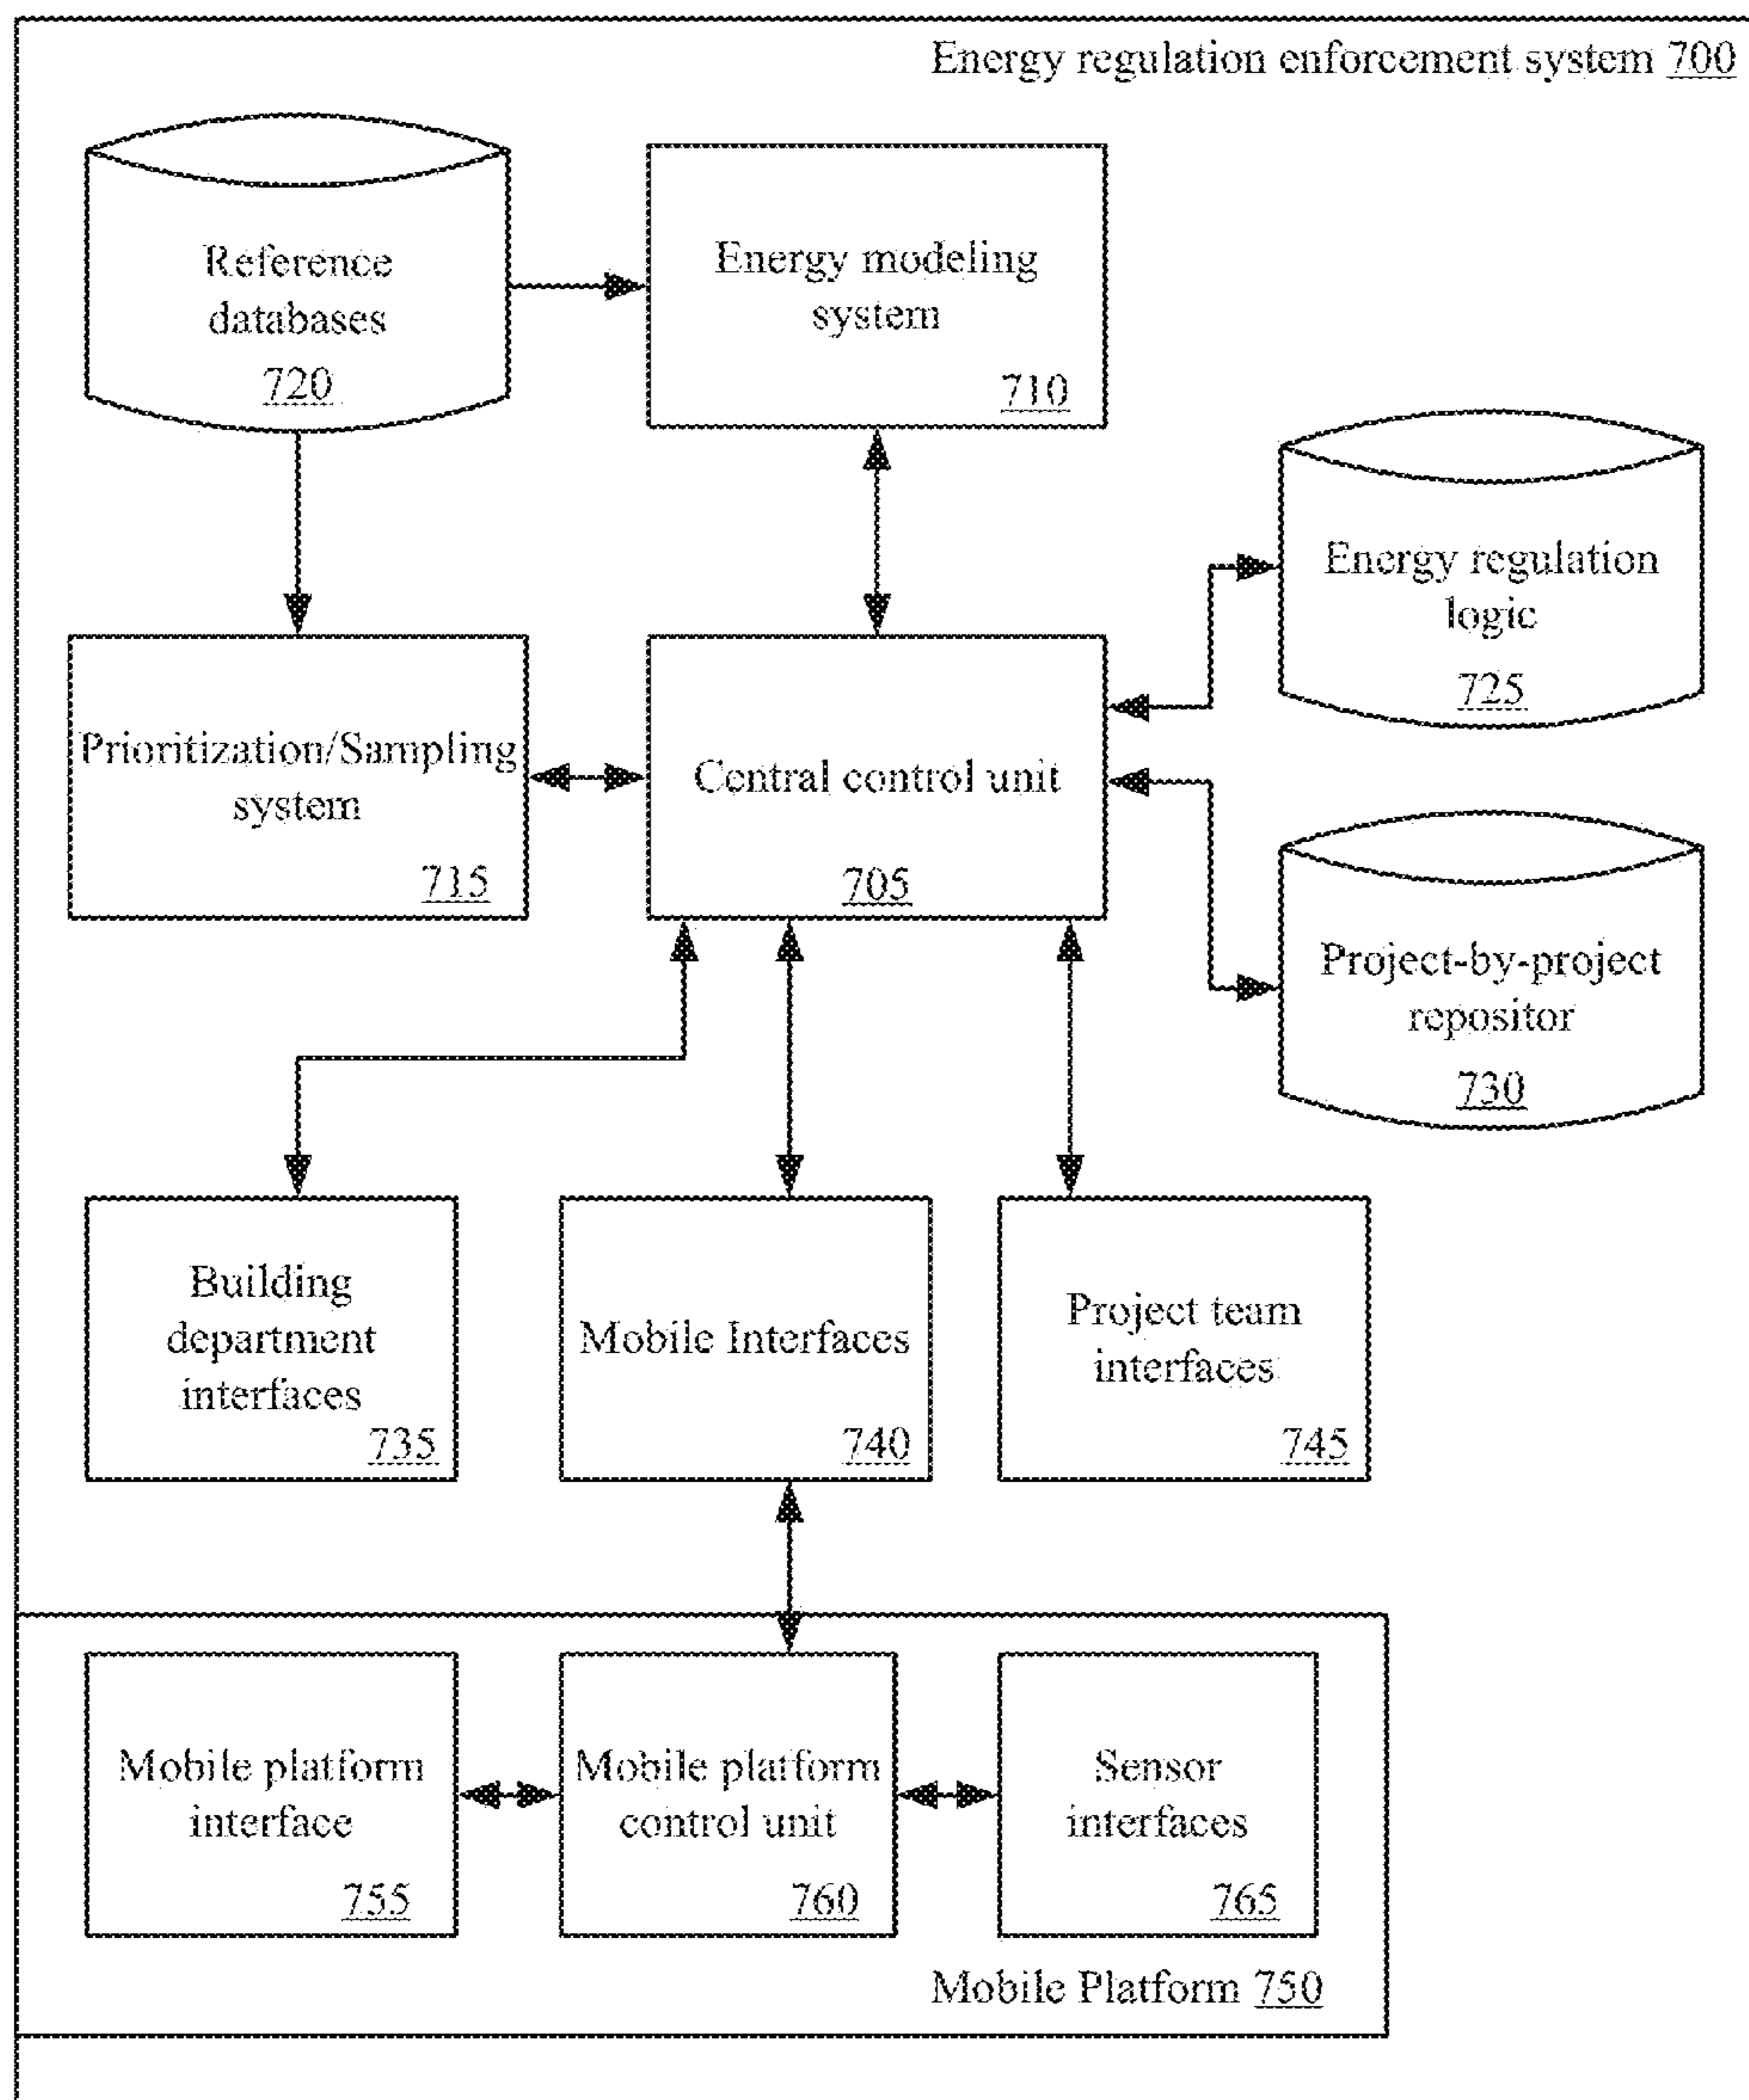 Energy regulation enforcement system 700
Reference
databases
720
Energy modeling
system
710
Energy regulation
logic
725
Prioritization/Sampling
system
715
Central control unit
705
Project-by-project
repositor
730
Building
department
interfaces
735
Mobile Interfaces
740
Project team
interfaces
745
Mobile platform
interface
755
Mobile platform
control unit
760
Sensor
interfaces
765
Mobile Platform 750